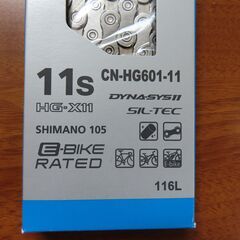 11s CN-HG601-11
HG-X11 DYNA-SYS11
SIL-TEC
SHIMANO 105
E-BIKE
RATED
116L